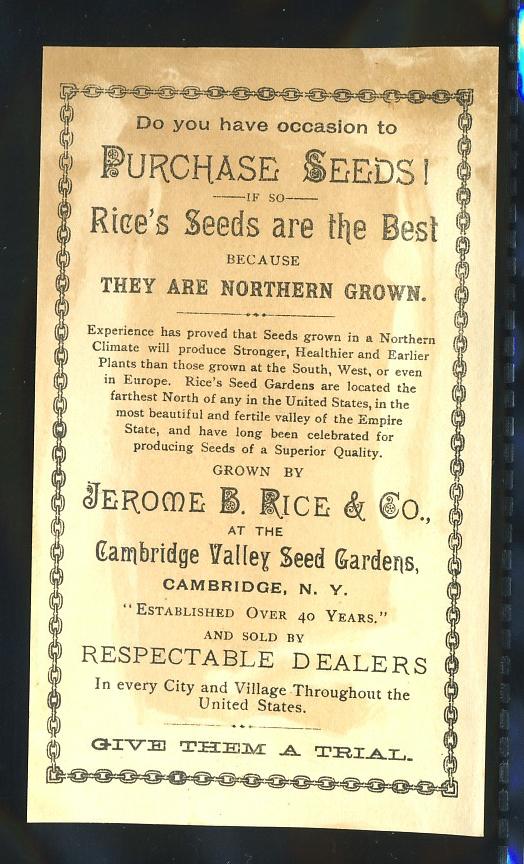 Do you have occasion to
PURCHASE SEEDS!
IF SO
Rice's Seeds are the Best
BECAUSE
THEY ARE NORTHERN GROWN.
Experience has proved that Seeds grown in a Northern
Climate will produce Stronger, Healthier and Earlier
Plants than those grown at the South, West, or even
in Europe. Rice's Seed Gardens are located the
farthest North of any in the United States, in the
most beautiful and fertile valley of the Empire
State, and have long been celebrated for
producing Seeds of a Superior Quality.
GROWN BY
JEROME B. RICE & CO.,
AT THE
Cambridge Valley Seed Gardens,
CAMBRIDGE, N. Y.
"ESTABLISHED OVER 40 YEARS."
AND SOLD BY
RESPECTABLE DEALERS
In every City and Village Throughout the
United States.
GIVE THEM A TRIAL.